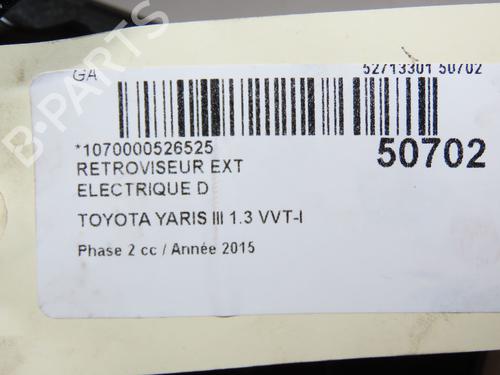 GA
52713301 50702
*1070000526525
50702
RETROVISEUR EXT
ELECTRIQUE D
TOYOTA YARIS III 1.3 VVT-I
Phase 2 cc / Année 2015
B-PARTS